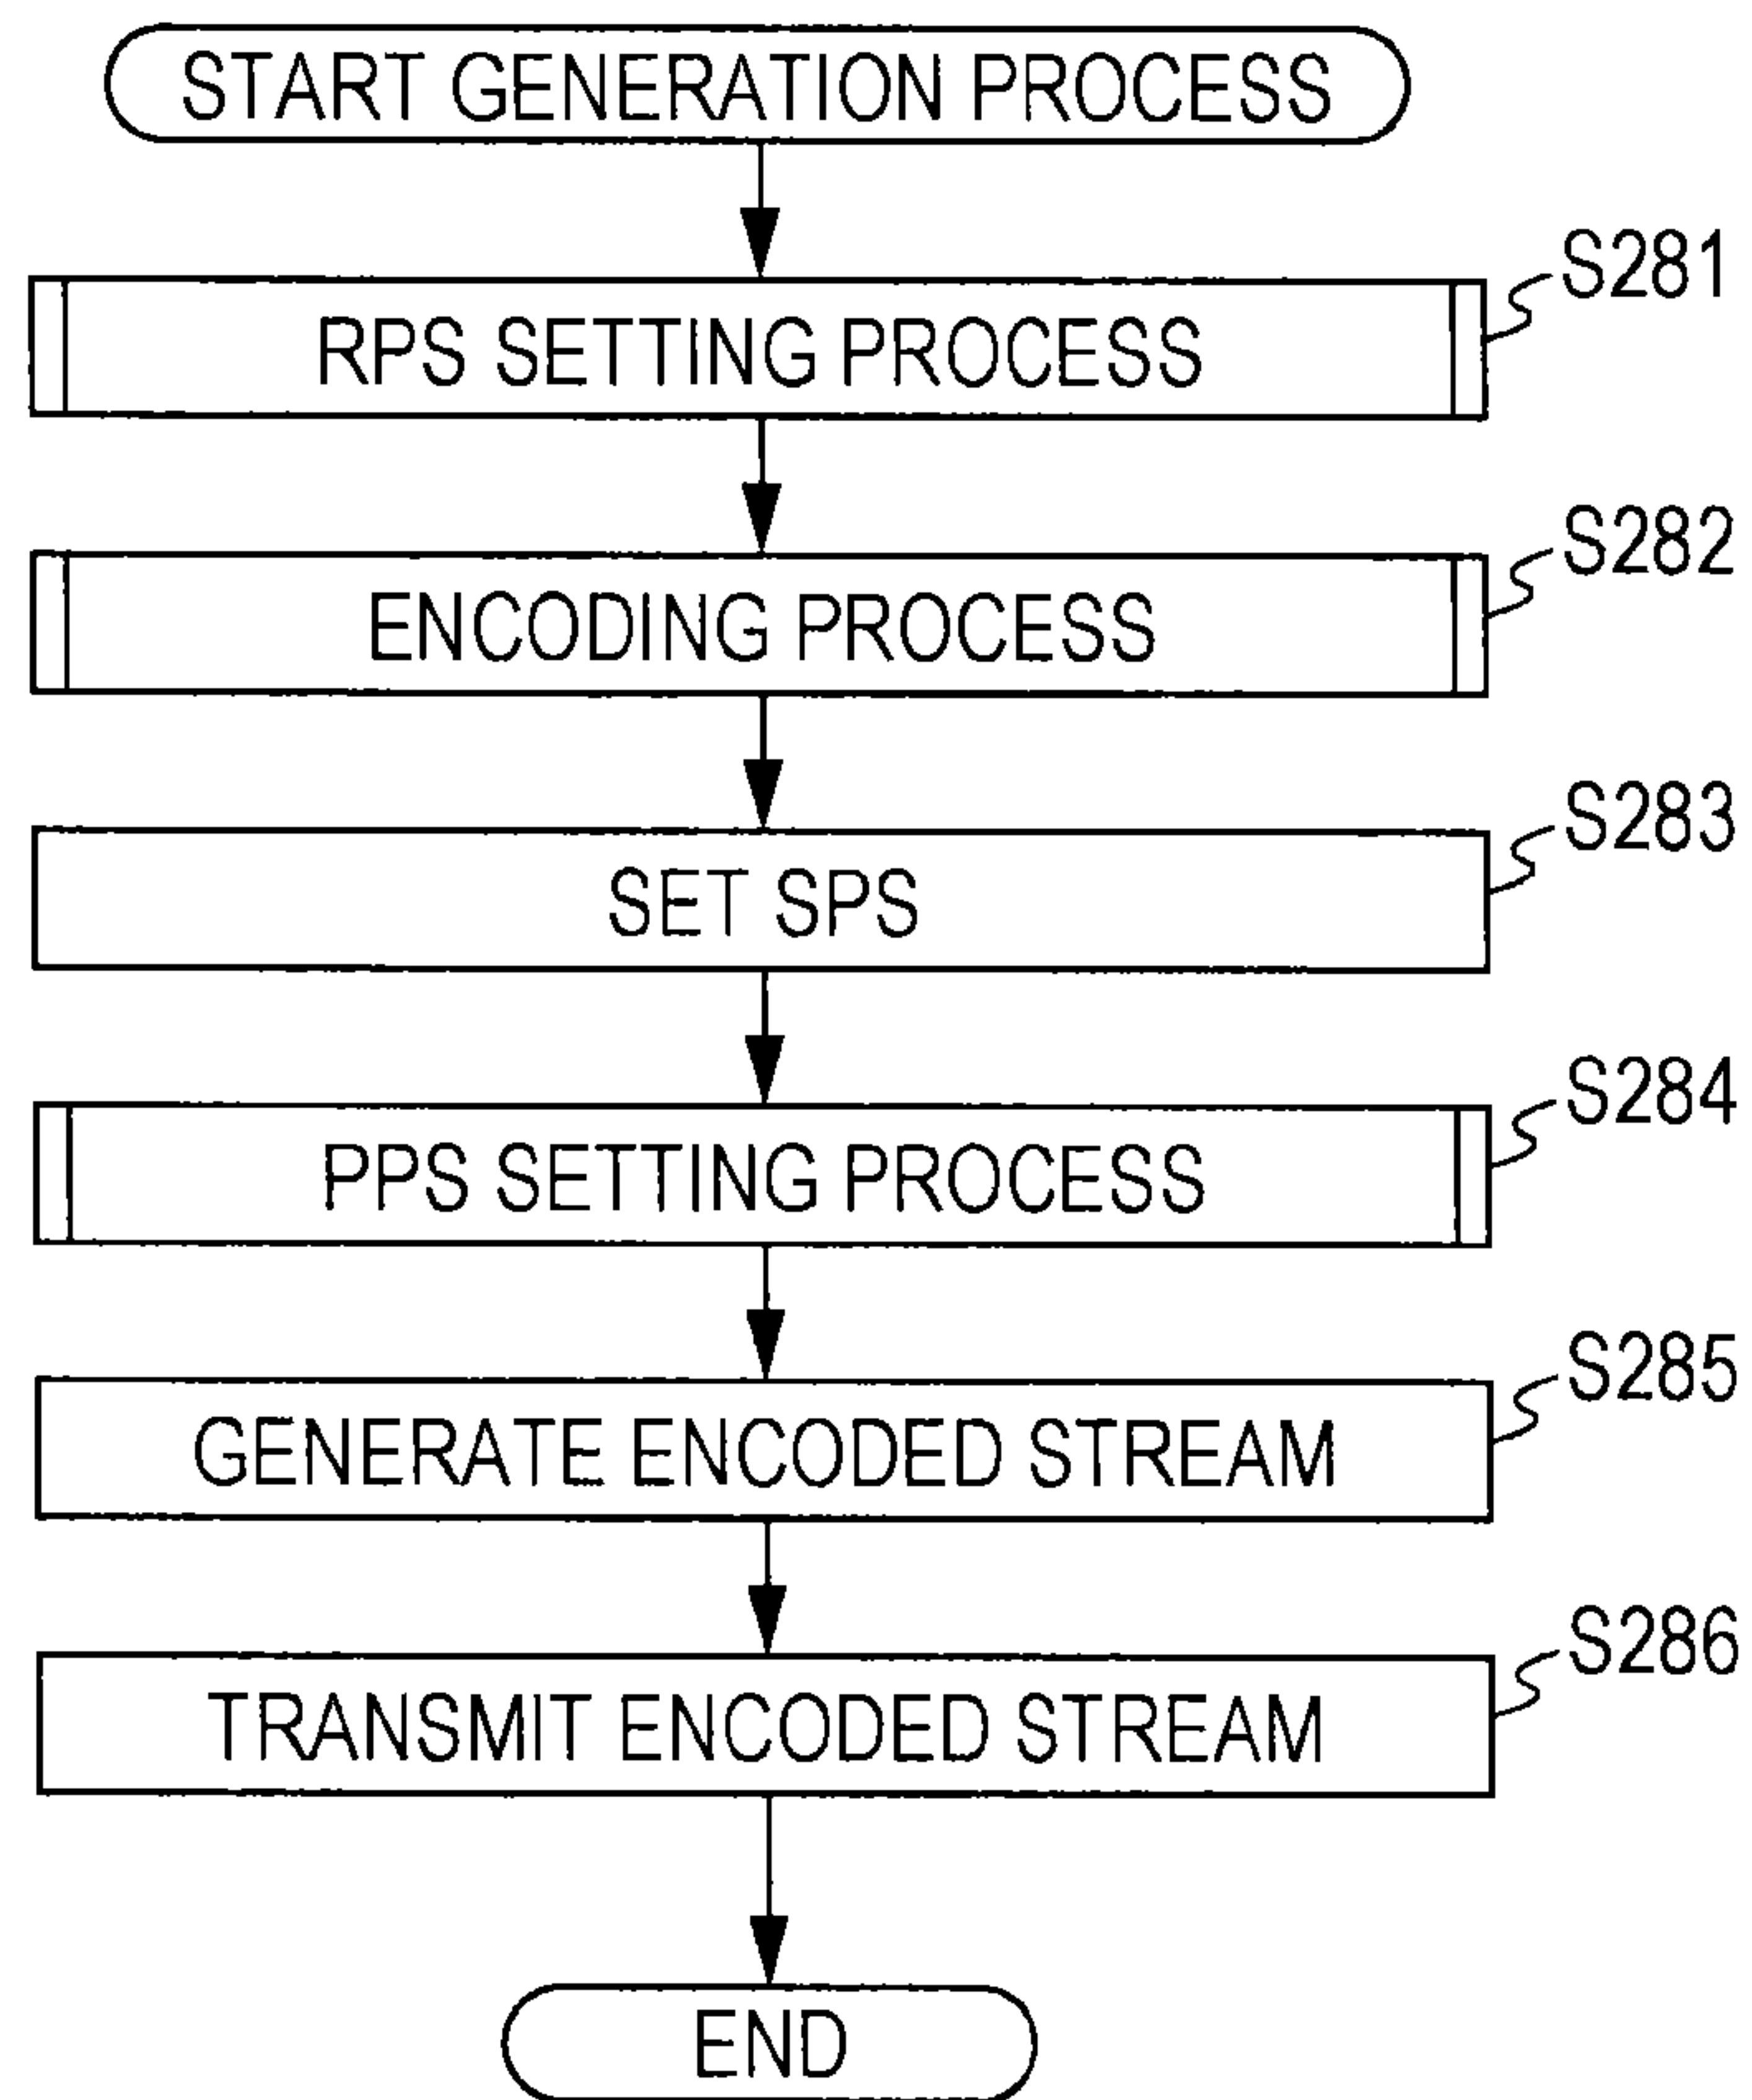 START GENERATION PROCESS
S281
RPS SETTING PROCESS
S282
ENCODING PROCESS
S283
SET SPS
S284
PPS SETTING PROCESS
S285
GENERATE ENCODED STREAM
S286
TRANSMIT ENCODED STREAM
END